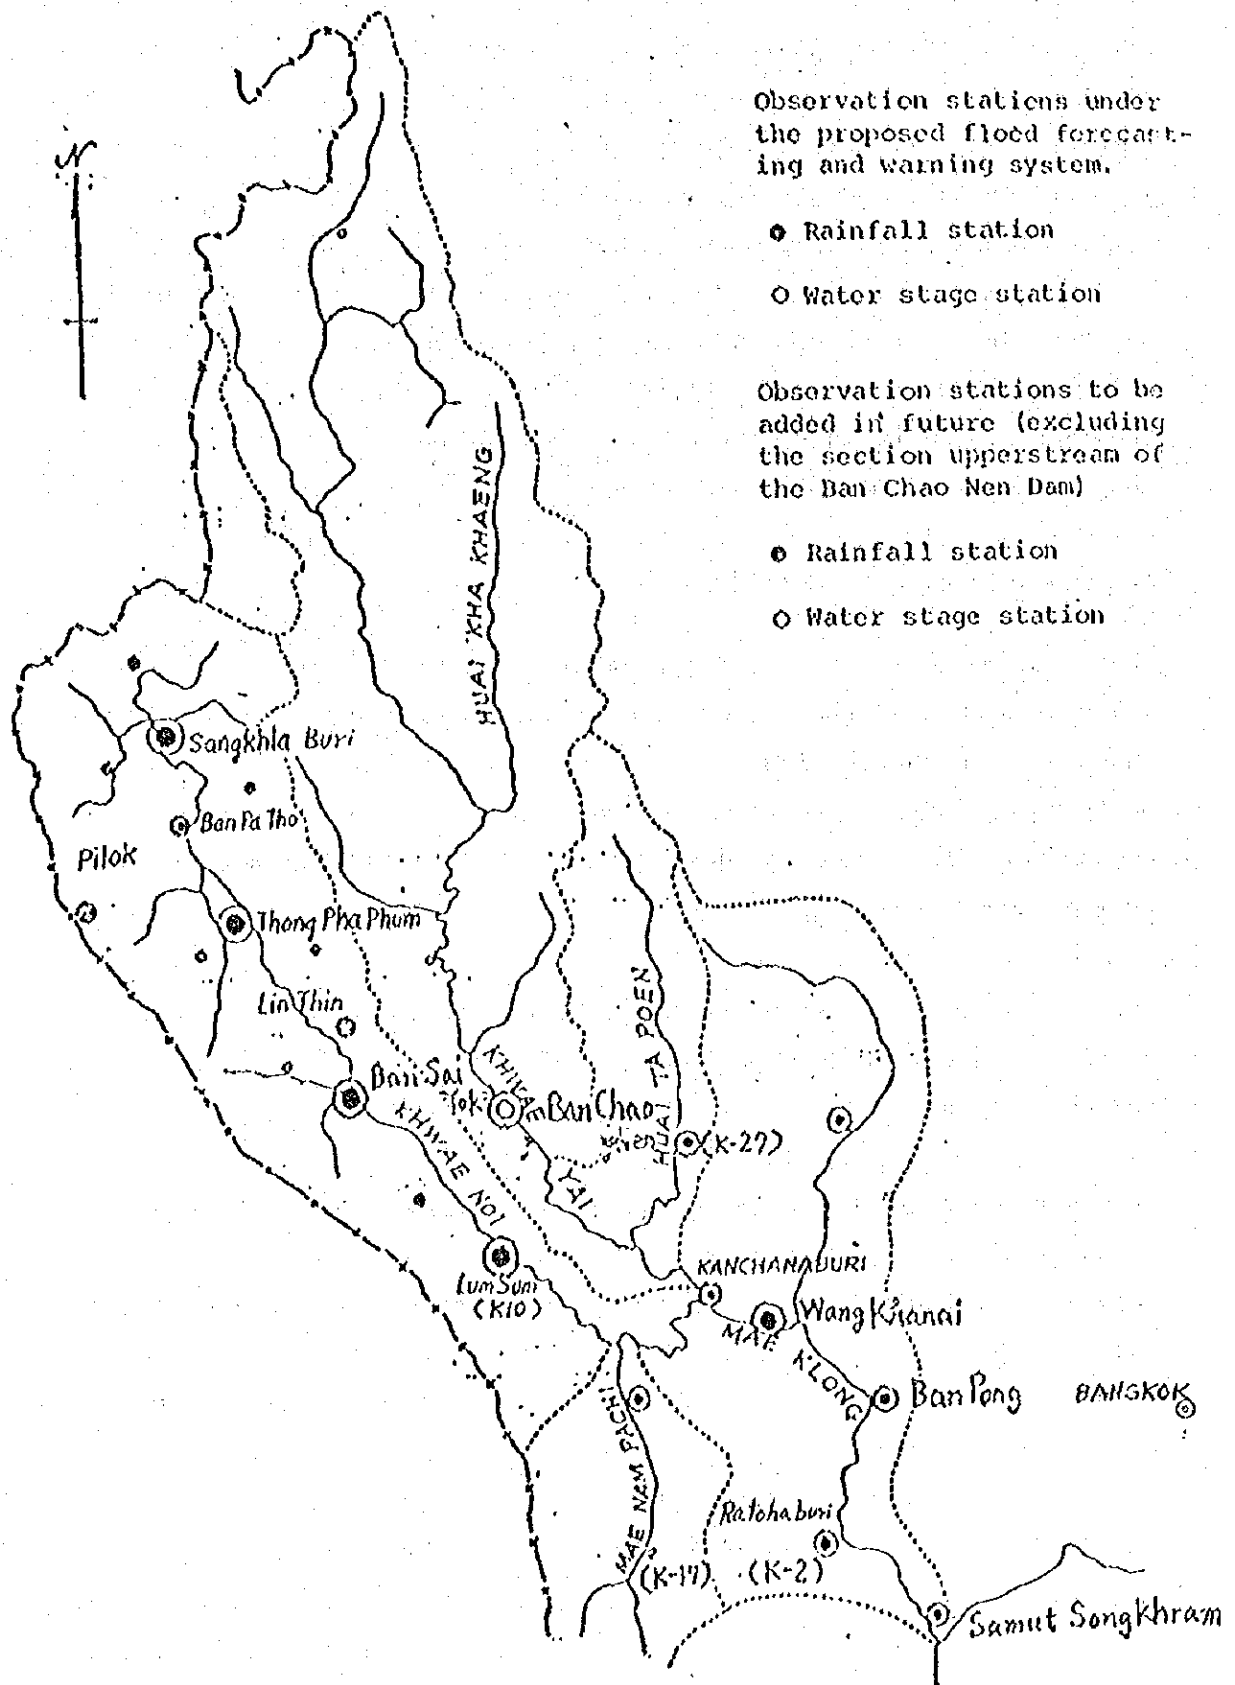 N
Observation stations under
the proposed flood forecast-
ing and warning system.
Rainfall station
Water stage station
Observation stations to be
added in future (excluding
the section upperstream of
the Ban Chao Nen Dam)
Rainfall station
Water stage station
HUAI KHA KHAENG
Sangkhla Buri
Ban Pa Tho
Pilok
Thong Pha Phum
Lin Thin
Ban Sai
Yok
KHWAE NOI
KHWA
YAI
Ban Chao
Nen
HUAI TA POEN
(K-27)
Lum Sum
(K10)
KANCHANABURI
Wang Khanai
MAE KLONG
Ban Pong
BANGKOK
MAE NAM PACHI
(K-17)
Ratchaburi
(K-2)
Samut Songkhram